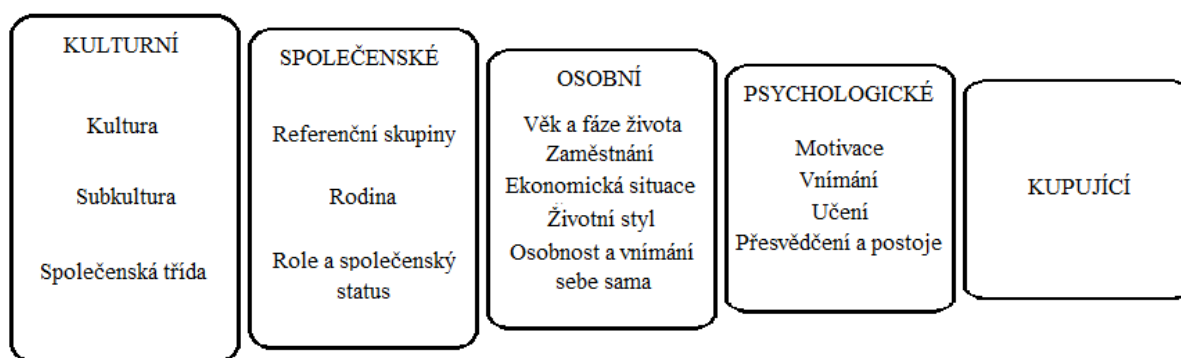 KULTURNÍ
Kultura
Subkultura
Společenská třída
SPOLEČENSKÉ
Referenční skupiny
Rodina
Role a společenský
status
OSOBNÍ
Věk a fáze života
Zaměstnání
Ekonomická situace
Životní styl
Osobnost a vnímání
sebe sama
PSYCHOLOGICKÉ
Motivace
Vnímání
Učení
Přesvědčení a postoje
KUPUJÍCÍ